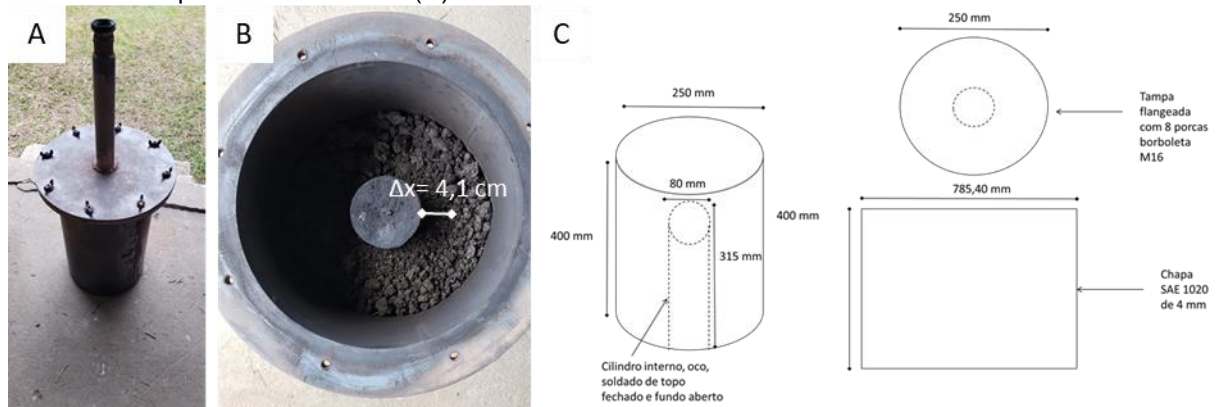 A
B
C
Δx= 4,1 cm
250 mm
400 mm
80 mm
315 mm
400 mm
Cilindro interno, oco,
soldado de topo
fechado e fundo aberto
250 mm
Tampa
flangeada
com 8 porcas
borboleta
M16
785,40 mm
Chapa
SAE 1020
de 4 mm